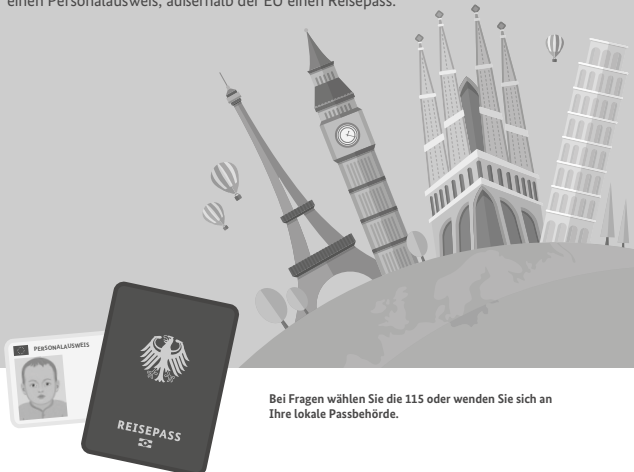 einen Personalausweis, außerhalb der EU einen Reisepass.
PERSONALAUSWEIS
REISEPASS
Bei Fragen wählen Sie die 115 oder wenden Sie sich an
Ihre lokale Passbehörde.